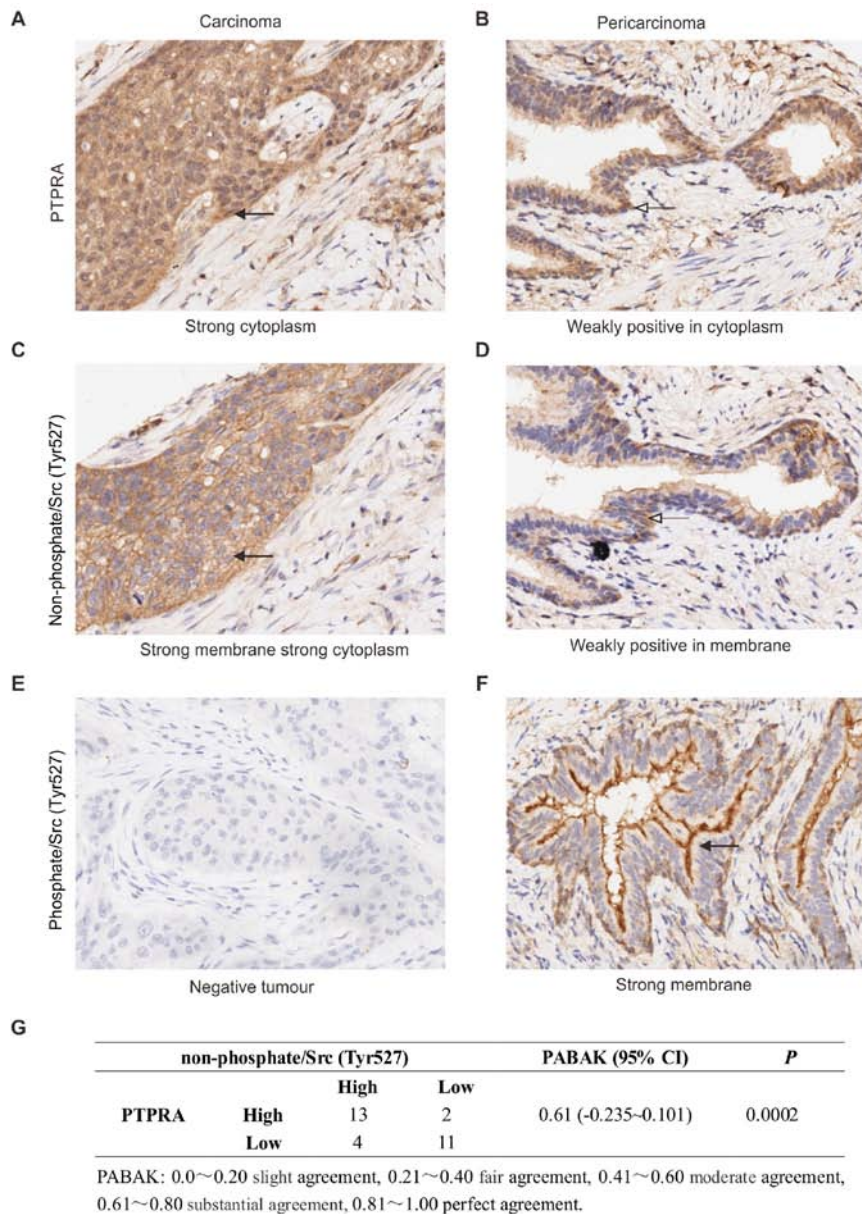 A
Carcinoma
B
Pericarcinoma
PTPRA
Strong cytoplasm
Weakly positive in cytoplasm
C
D
Non-phosphate/Src (Tyr527)
Strong membrane strong cytoplasm
Weakly positive in membrane
E
F
Phosphate/Src (Tyr527)
Negative tumour
Strong membrane
G
non-phosphate/Src (Tyr527) PABAK (95% CI) P
High Low
PTPRA High 13 2 0.61 (-0.235~0.101) 0.0002
Low 4 11
PABAK: 0.0~0.20 slight agreement, 0.21~0.40 fair agreement, 0.41~0.60 moderate agreement,
0.61~0.80 substantial agreement, 0.81~1.00 perfect agreement.